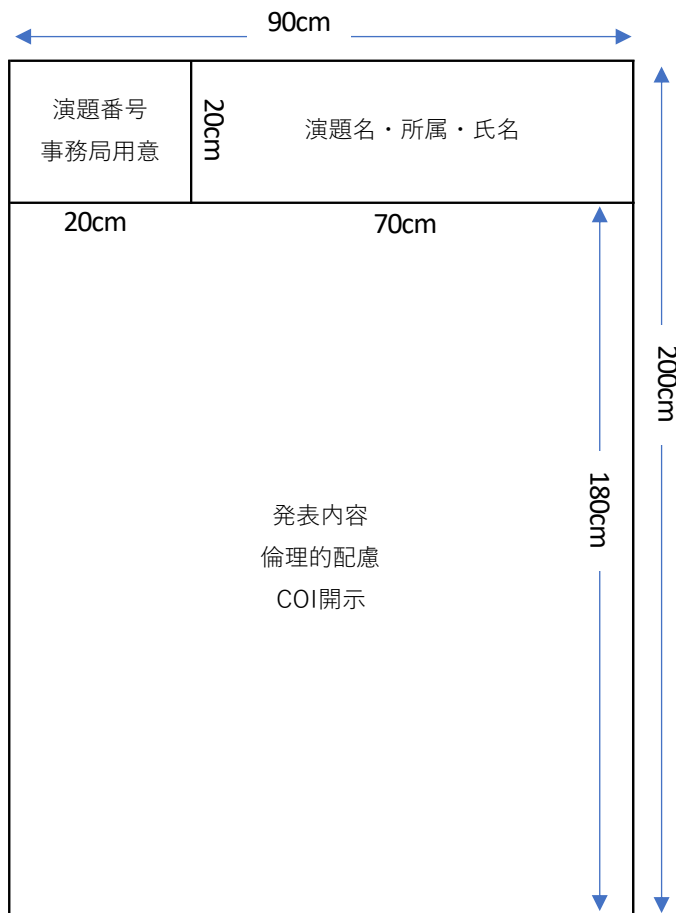 90cm
演題番号
事務局用意
20cm
演題名・所属・氏名
20cm
70cm
200cm
180cm
発表内容
倫理的配慮
COI開示